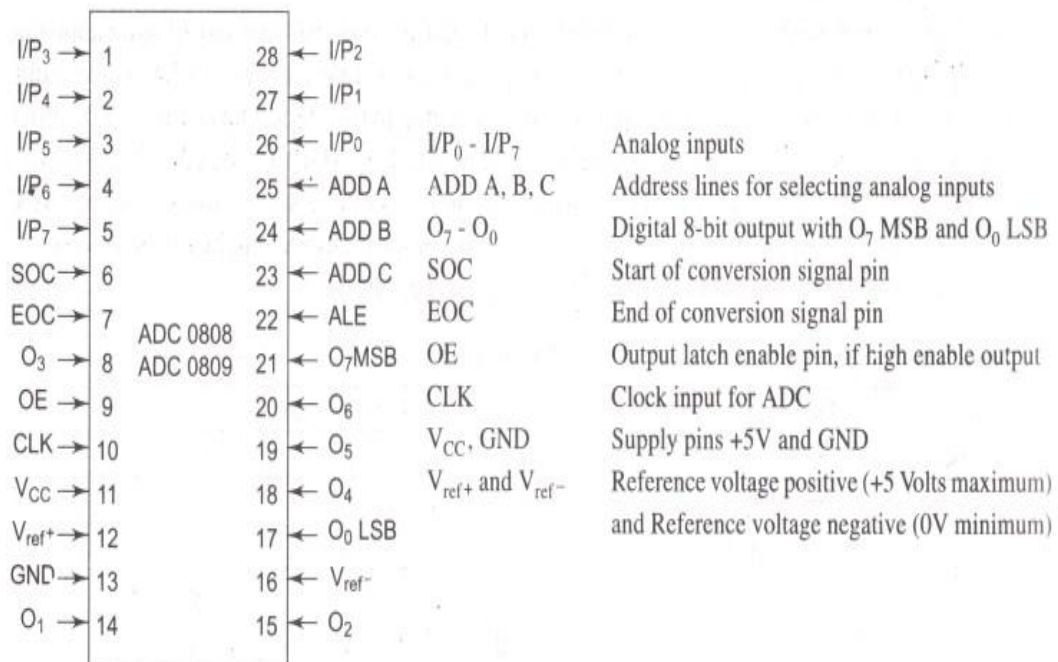 I/P3 1 28 I/P2
I/P4 2 27 I/P1
I/P5 3 26 I/P0 I/P0 - I/P7 Analog inputs
I/P6 4 25 ADD A ADD A, B, C Address lines for selecting analog inputs
I/P7 5 24 ADD B O7 - O0 Digital 8-bit output with O7 MSB and O0 LSB
SOC 6 23 ADD C SOC Start of conversion signal pin
EOC 7 22 ALE EOC End of conversion signal pin
ADC 0808
O3 8 21 O7MSB OE Output latch enable pin, if high enable output
ADC 0809
OE 9 20 O6 CLK Clock input for ADC
CLK 10 19 O5 VCC, GND Supply pins +5V and GND
VCC 11 18 O4 Vref+ and Vref- Reference voltage positive (+5 Volts maximum)
Vref+ 12 17 O0 LSB and Reference voltage negative (0V minimum)
GND 13 16 Vref-
O1 14 15 O2